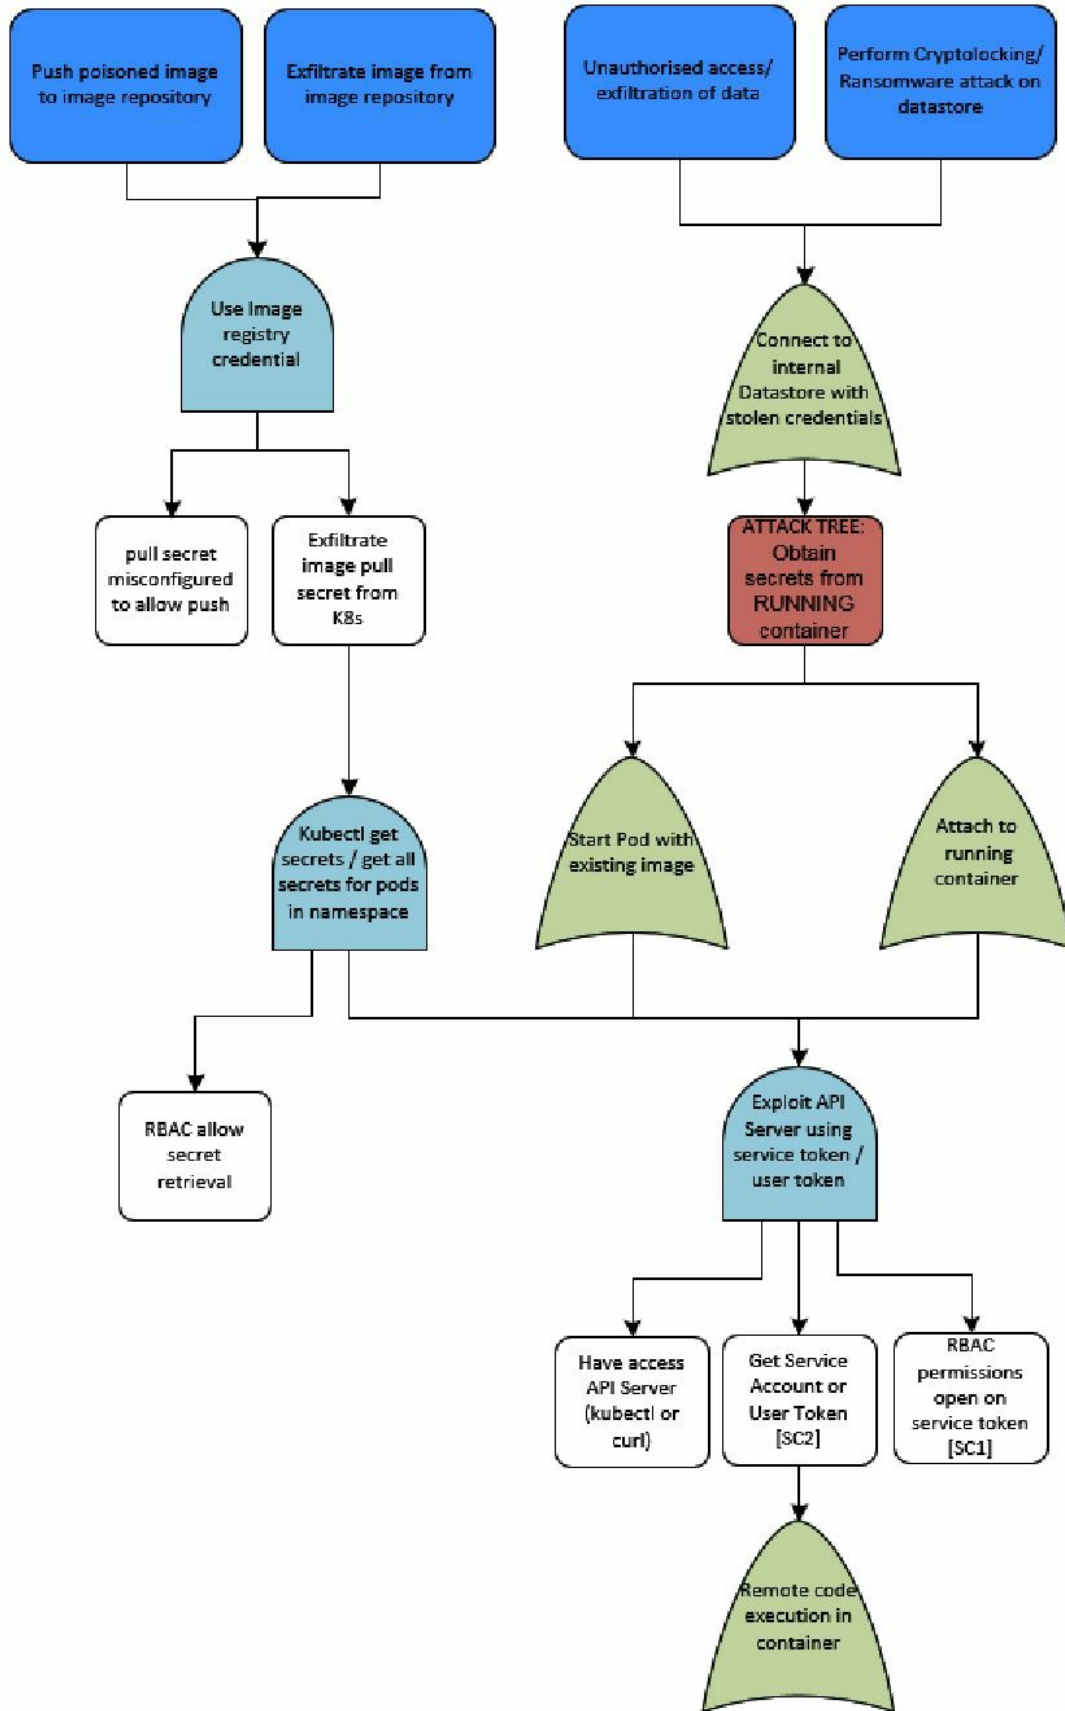 Push poisoned image
to image repository
Exfiltrate image from
image repository
Unauthorised access/
exfiltration of data
Perform Cryptolocking/
Ransomware attack on
datastore
Use Image
registry
credential
Connect to
internal
Datastore with
stolen credentials
pull secret
misconfigured
to allow push
Exfiltrate
image pull
secret from
K8s
ATTACK TREE:
Obtain
secrets from
RUNNING
container
Kubectl get
secrets / get all
secrets for pods
in namespace
Start Pod with
existing image
Attach to
running
container
RBAC allow
secret
retrieval
Exploit API
Server using
service token /
user token
Have access
API Server
(kubectl or
curl)
Get Service
Account or
User Token
[SC2]
RBAC
permissions
open on
service token
[SC1]
Remote code
execution in
container